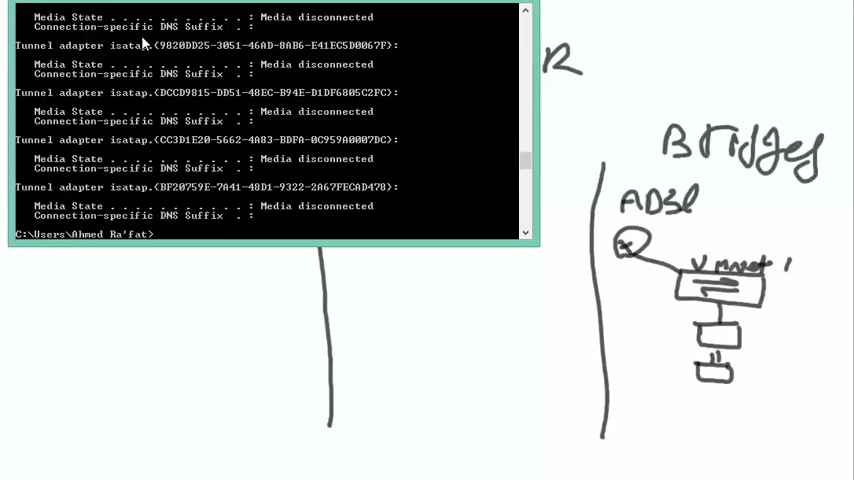 Media State . . . . . . . . . . . : Media disconnected
Connection-specific DNS Suffix  . :
Tunnel adapter isatap.{9820DD25-3051-46AD-8AB6-E41EC5D0067F}:
Media State . . . . . . . . . . . : Media disconnected
Connection-specific DNS Suffix  . :
Tunnel adapter isatap.{DCCD9815-DD51-48EC-B94E-D1DF6805C2FC}:
Media State . . . . . . . . . . . : Media disconnected
Connection-specific DNS Suffix  . :
Tunnel adapter isatap.{CC3D1E20-5662-4A83-BDFA-0C959A0007DC}:
Media State . . . . . . . . . . . : Media disconnected
Connection-specific DNS Suffix  . :
Tunnel adapter isatap.{BF20759E-7A41-48D1-9322-2A67FECAD478}:
Media State . . . . . . . . . . . : Media disconnected
Connection-specific DNS Suffix  . :
C:\Users\Ahmed Ra'fat>
R
Bridges
ADSL
Vmnet 1